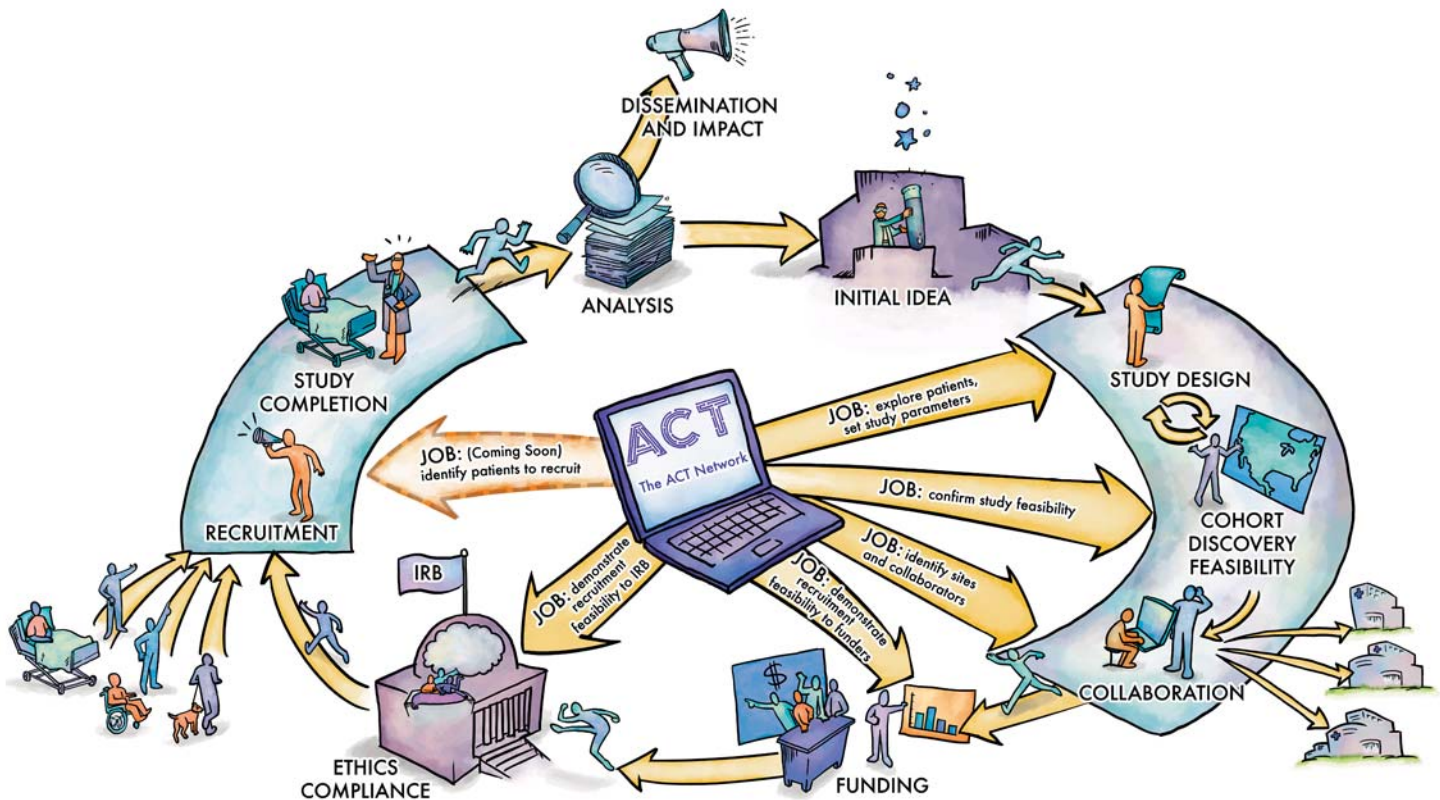 DISSEMINATION
AND IMPACT
ANALYSIS
INITIAL IDEA
STUDY DESIGN
COHORT
DISCOVERY
FEASIBILITY
COLLABORATION
FUNDING
$
ETHICS
COMPLIANCE
IRB
RECRUITMENT
STUDY
COMPLETION
ACT
The ACT Network
JOB: explore patients,
set study parameters
JOB: confirm study feasibility
JOB: identify sites
and collaborators
JOB: demonstrate
recruitment
feasibility to funders
JOB: demonstrate
recruitment
feasibility to IRB
JOB: (Coming Soon)
identify patients to recruit